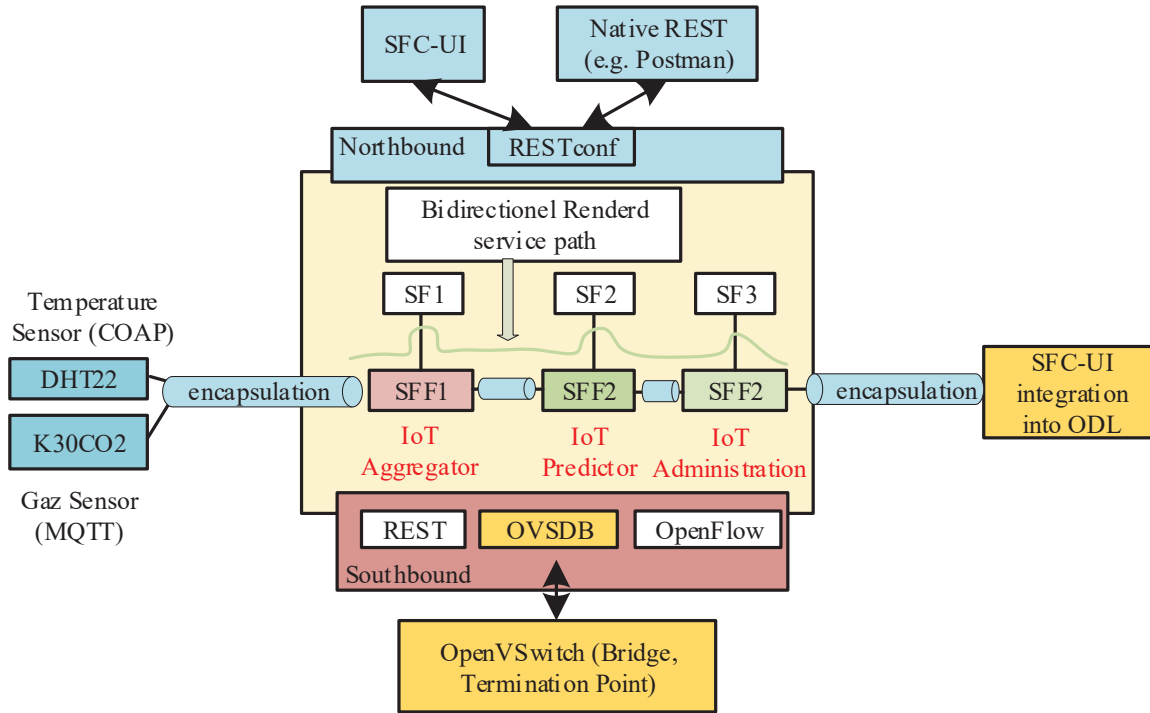 SFC-UI
Native REST
(e.g. Postman)
Northbound
RESTconf
Bidirectionel Renderd
service path
SF1
SF2
SF3
Temperature
Sensor (COAP)
DHT22
K30CO2
Gaz Sensor
(MQTT)
encapsulation
SFF1
SFF2
SFF2
encapsulation
SFC-UI
integration
into ODL
IoT
Aggregator
IoT
Predictor
IoT
Administration
REST
OVSDB
OpenFlow
Southbound
OpenVSwitch (Bridge,
Termination Point)